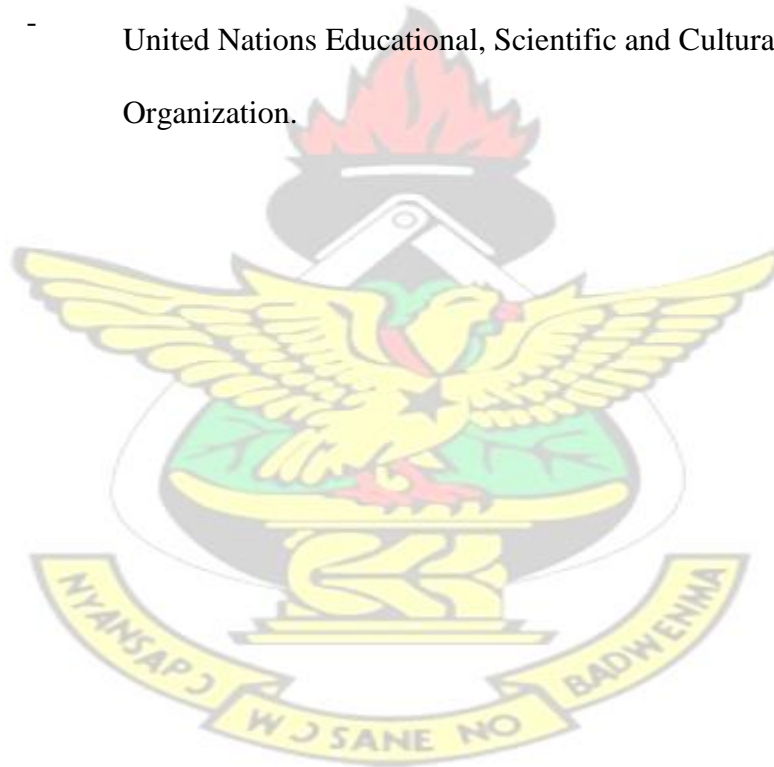 - United Nations Educational, Scientific and Cultura
Organization.
NYANSAPƆ WƆSANE NO BADWENMA